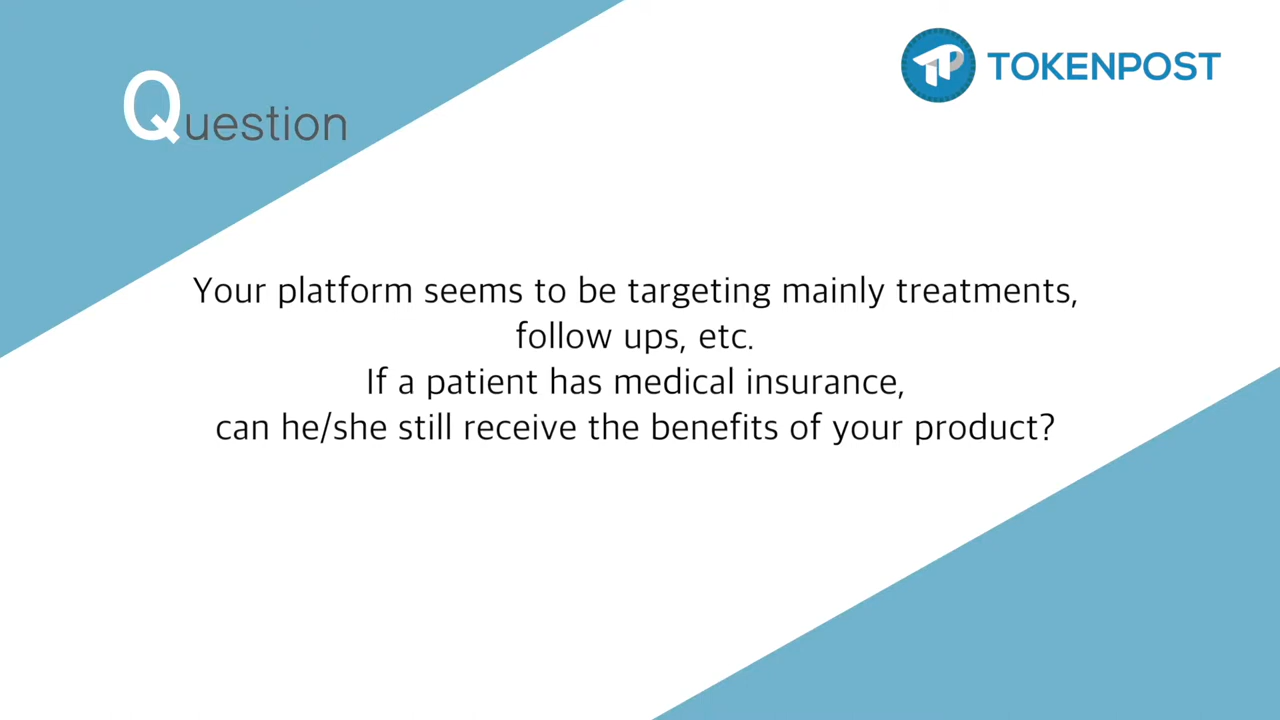 Question
TOKENPOST
Your platform seems to be targeting mainly treatments,
follow ups, etc.
If a patient has medical insurance,
can he/she still receive the benefits of your product?